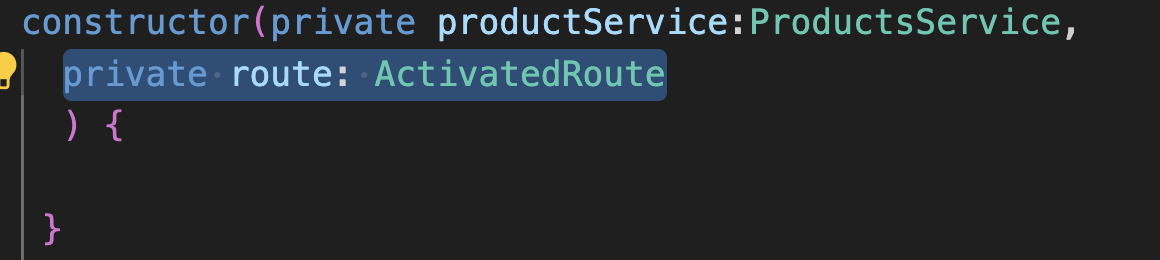 constructor(private productService:ProductsService,
private route: ActivatedRoute
) {
}